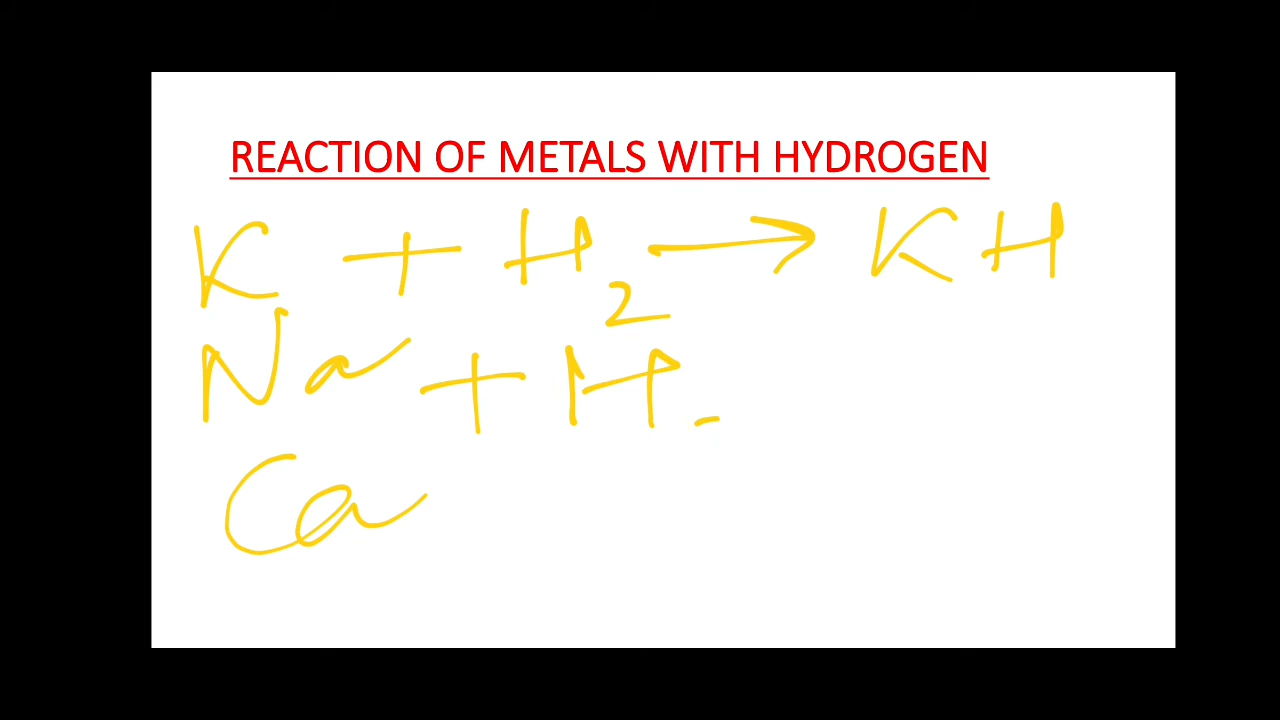 REACTION OF METALS WITH HYDROGEN
K + H2 → KH
Na + H
Ca